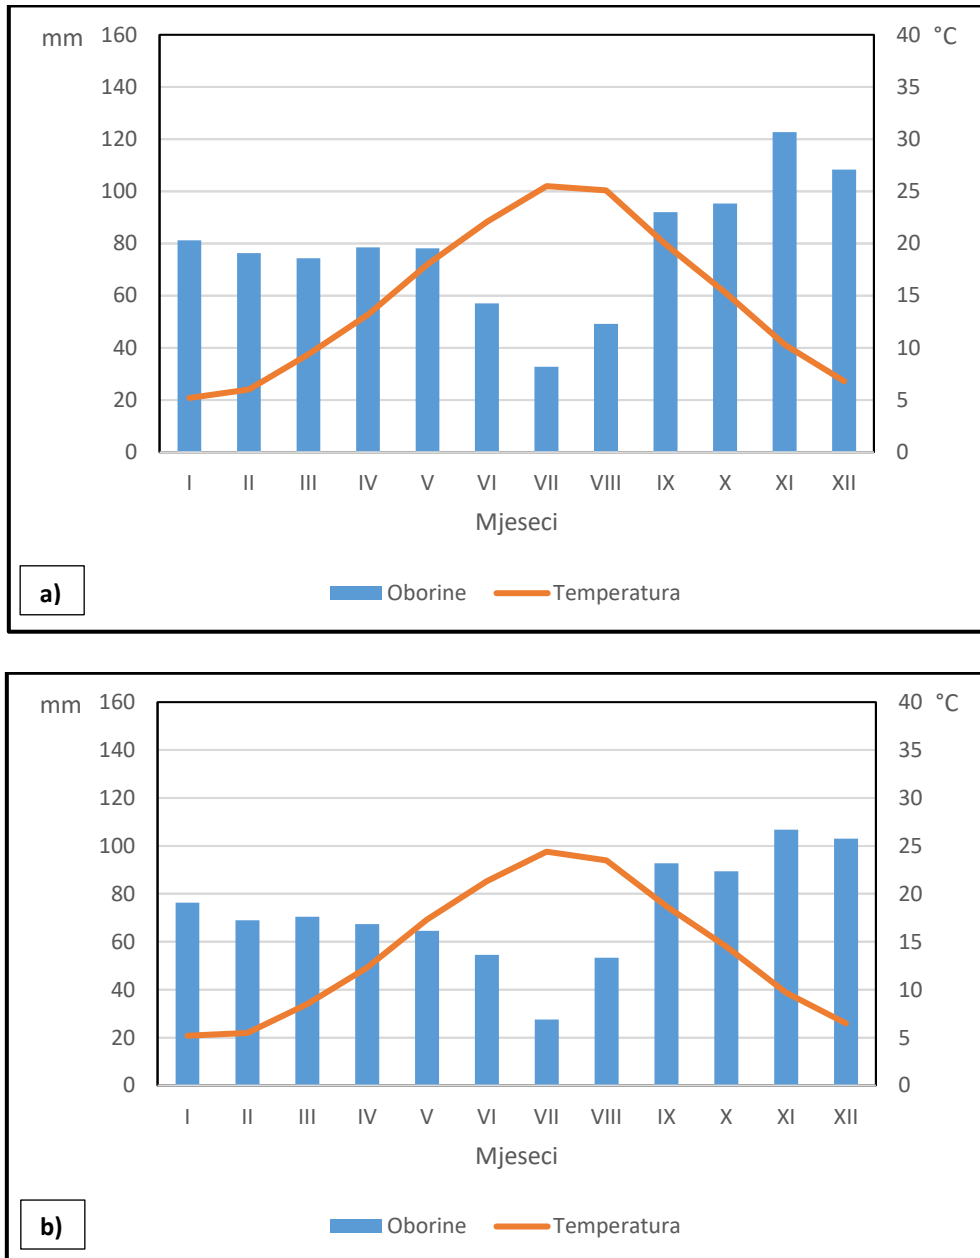 mm 160 40 °C
140 35
120 30
100 25
80 20
60 15
40 10
20 5
0 0
I II III IV V VI VII VIII IX X XI XII
Mjeseci
a)
Oborine Temperatura
mm 160 40 °C
140 35
120 30
100 25
80 20
60 15
40 10
20 5
0 0
I II III IV V VI VII VIII IX X XI XII
Mjeseci
b)
Oborine Temperatura